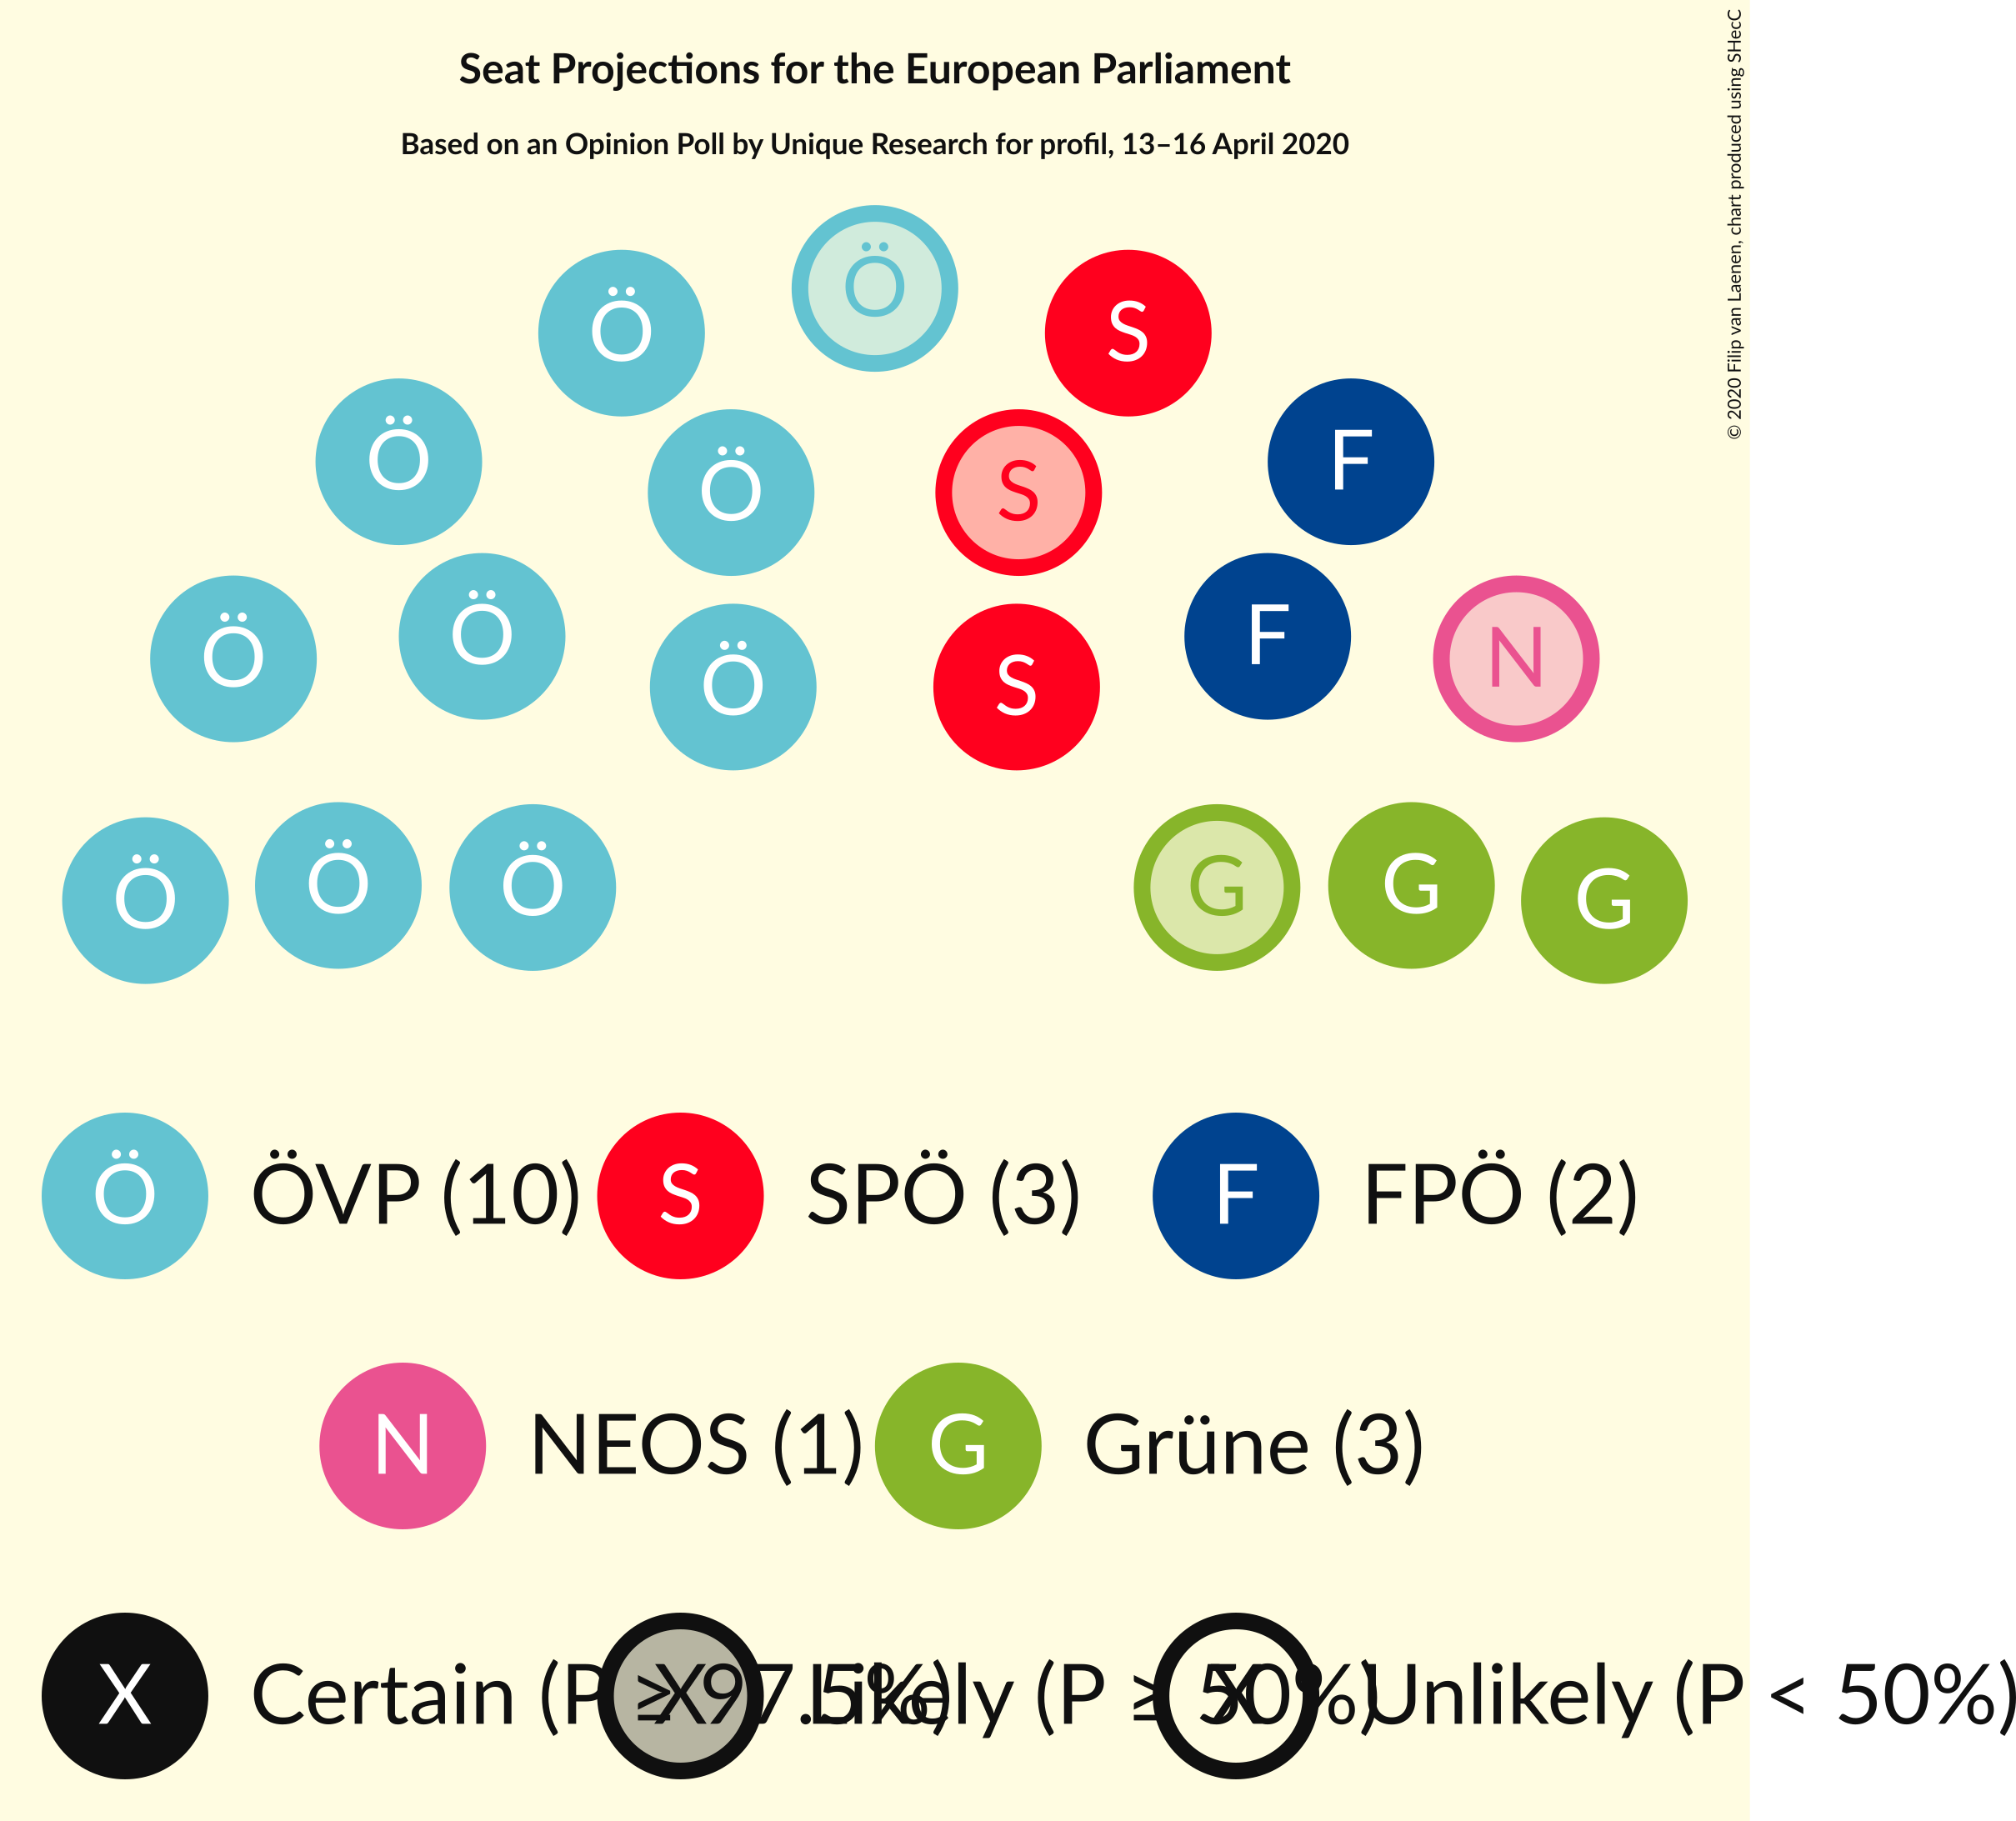 Seat Projections for the European Parliament
Based on an Opinion Poll by Unique Research for profil, 13–16 April 2020
© 2020 Filip van Laenen, chart produced using SHecC
Ö
Ö S
Ö F
Ö S
Ö F
Ö N
Ö S
Ö Ö Ö G G G
Ö ÖVP (10) S SPÖ (3) F FPÖ (2)
N NEOS (1) G Grüne (3)
X Certain (P ≥ 97.5%) X Likely (P ≥ 50%) X Unlikely (P < 50%)